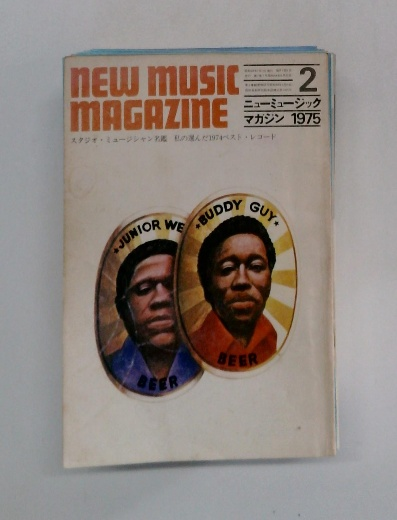 NEW MUSIC
MAGAZINE
2
ニューミュージック
マガジン 1975
スタジオ・ミュージシャン名鑑 私の選んだ1974ベスト・レコード
★JUNIOR WE
BEER
★BUDDY GUY★
BEER